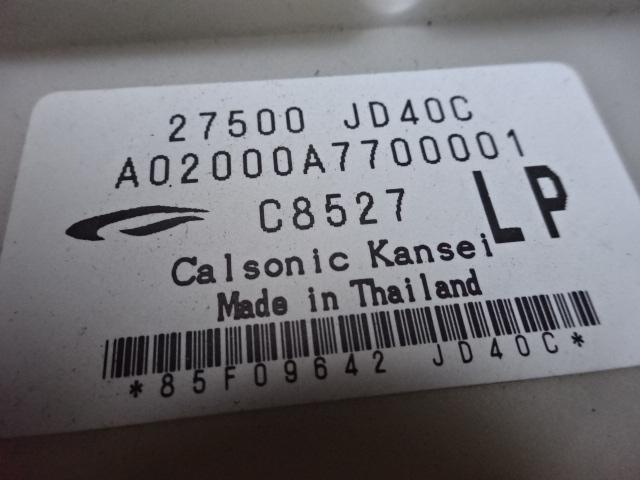 27500 JD40C
A02000A7700001
C8527
LP
Calsonic Kansei
Made in Thailand
*85F09642 JD40C*